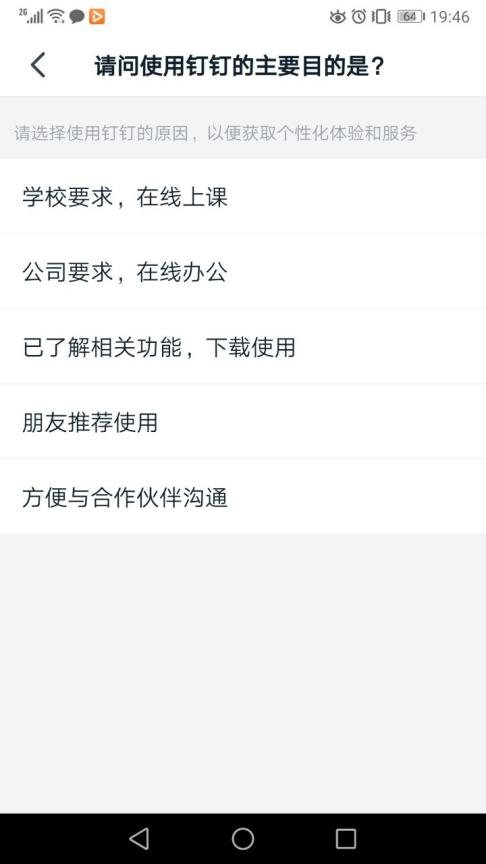 2G 64 19:46
请问使用钉钉的主要目的是？
请选择使用钉钉的原因，以便获取个性化体验和服务
学校要求，在线上课
公司要求，在线办公
已了解相关功能，下载使用
朋友推荐使用
方便与合作伙伴沟通